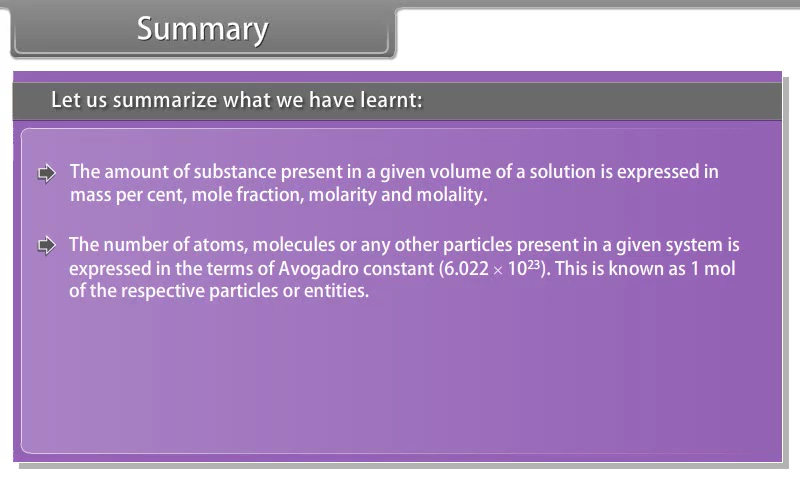 Summary
Let us summarize what we have learnt:
The amount of substance present in a given volume of a solution is expressed in
mass per cent, mole fraction, molarity and molality.
The number of atoms, molecules or any other particles present in a given system is
expressed in the terms of Avogadro constant (6.022 × 10²³). This is known as 1 mol
of the respective particles or entities.